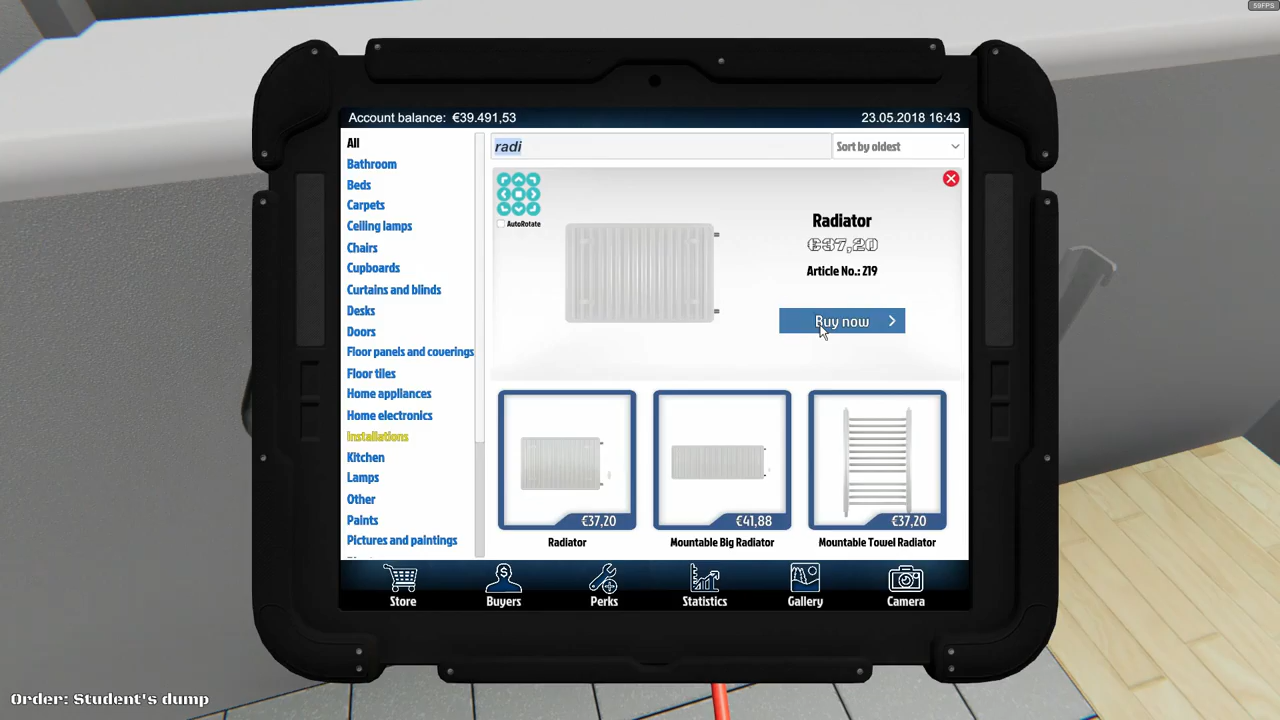 59FPS
Account balance: €39.491,53
23.05.2018 16:43
All
Bathroom
Beds
Carpets
Ceiling lamps
Chairs
Cupboards
Curtains and blinds
Desks
Doors
Floor panels and coverings
Floor tiles
Home appliances
Home electronics
Installations
Kitchen
Lamps
Other
Paints
Pictures and paintings
radi
Sort by oldest
AutoRotate
Radiator
€37,20
Article No.: Z19
Buy now
€37,20
Radiator
€41,88
Mountable Big Radiator
€37,20
Mountable Towel Radiator
Store
Buyers
Perks
Statistics
Gallery
Camera
Order: Student's dump